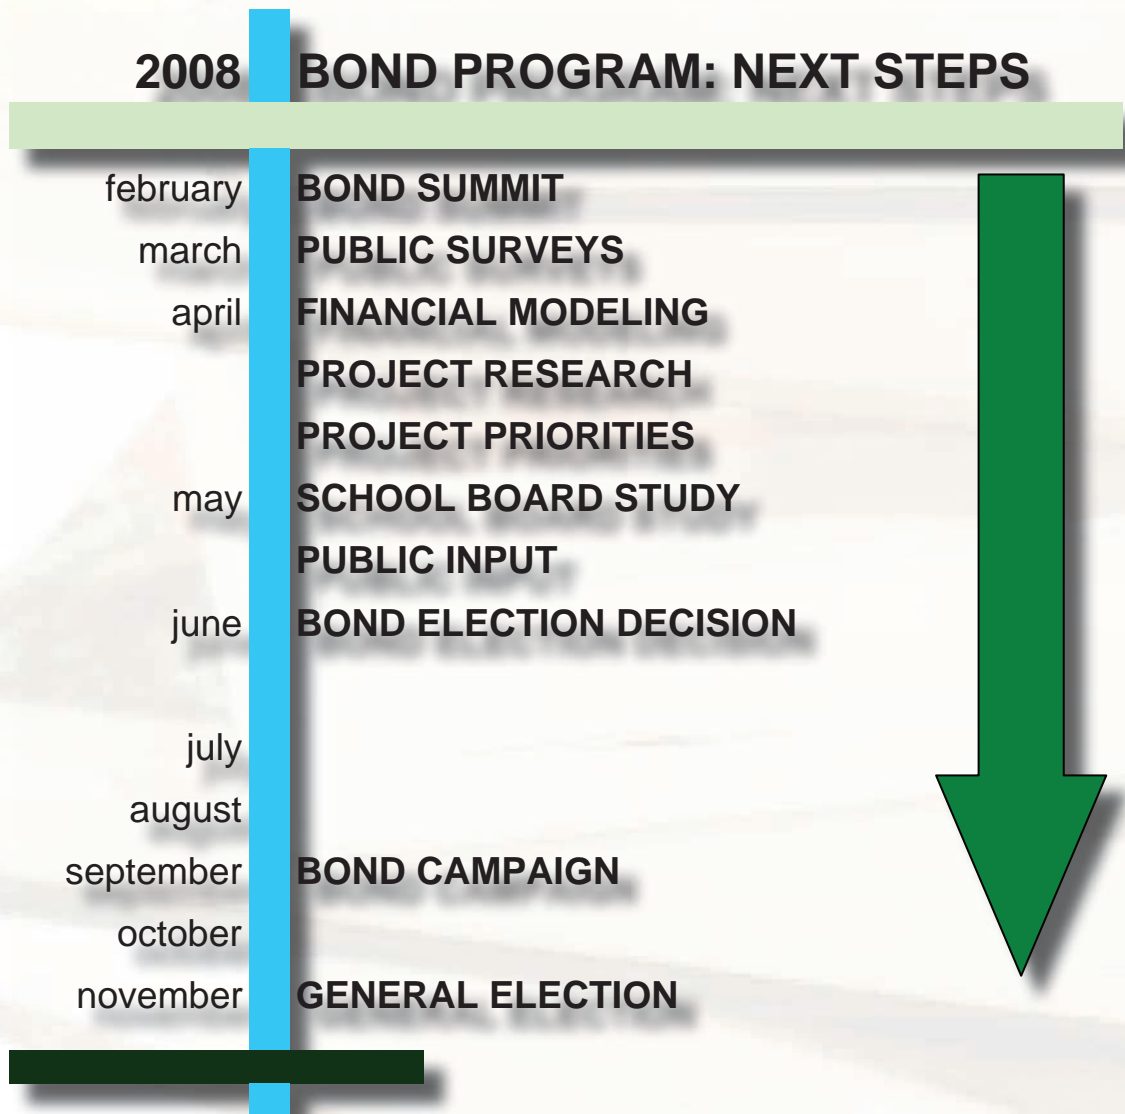 2008 BOND PROGRAM: NEXT STEPS
february BOND SUMMIT
march PUBLIC SURVEYS
april FINANCIAL MODELING
PROJECT RESEARCH
PROJECT PRIORITIES
may SCHOOL BOARD STUDY
PUBLIC INPUT
june BOND ELECTION DECISION
july
august
september BOND CAMPAIGN
october
november GENERAL ELECTION